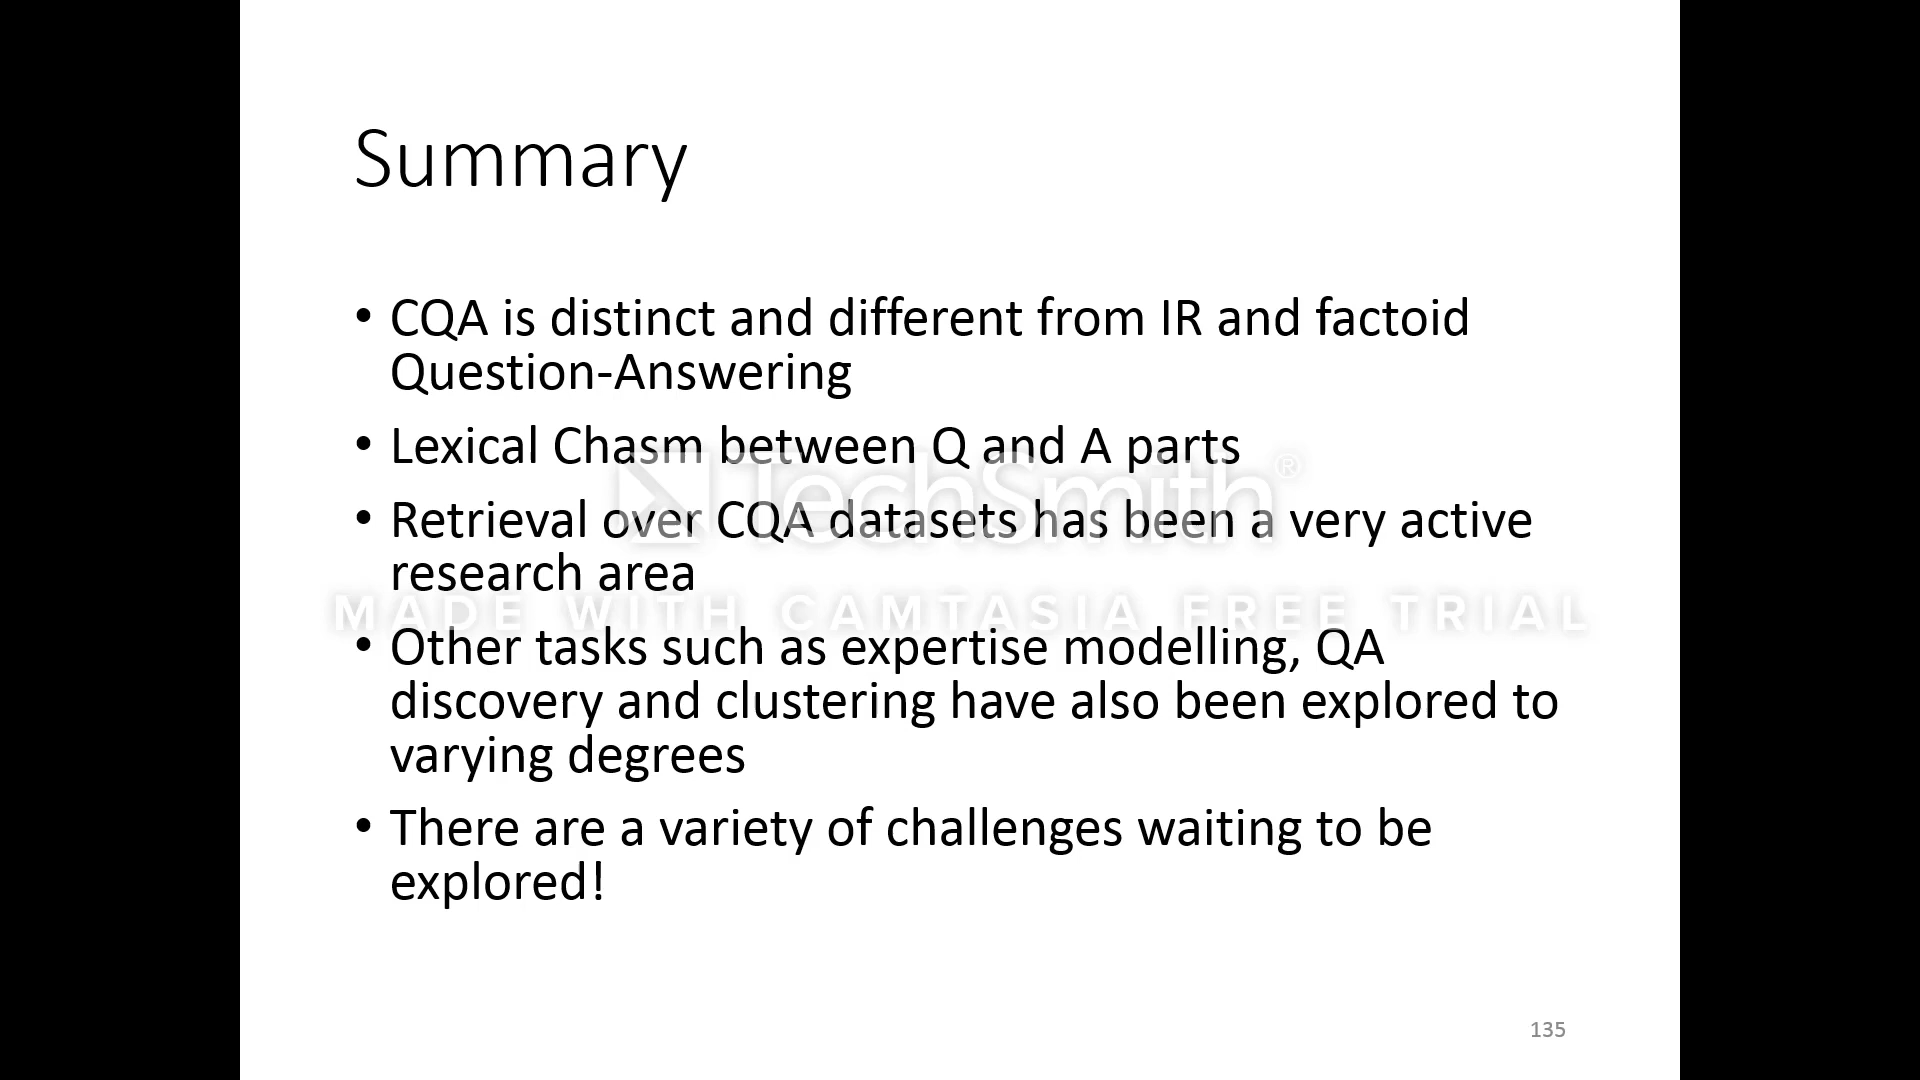 Summary
• CQA is distinct and different from IR and factoid
Question-Answering
• Lexical Chasm between Q and A parts
TechSmith®
• Retrieval over CQA datasets has been a very active
research area
MADE WITH CAMTASIA FREE TRIAL
• Other tasks such as expertise modelling, QA
discovery and clustering have also been explored to
varying degrees
• There are a variety of challenges waiting to be
explored!
135